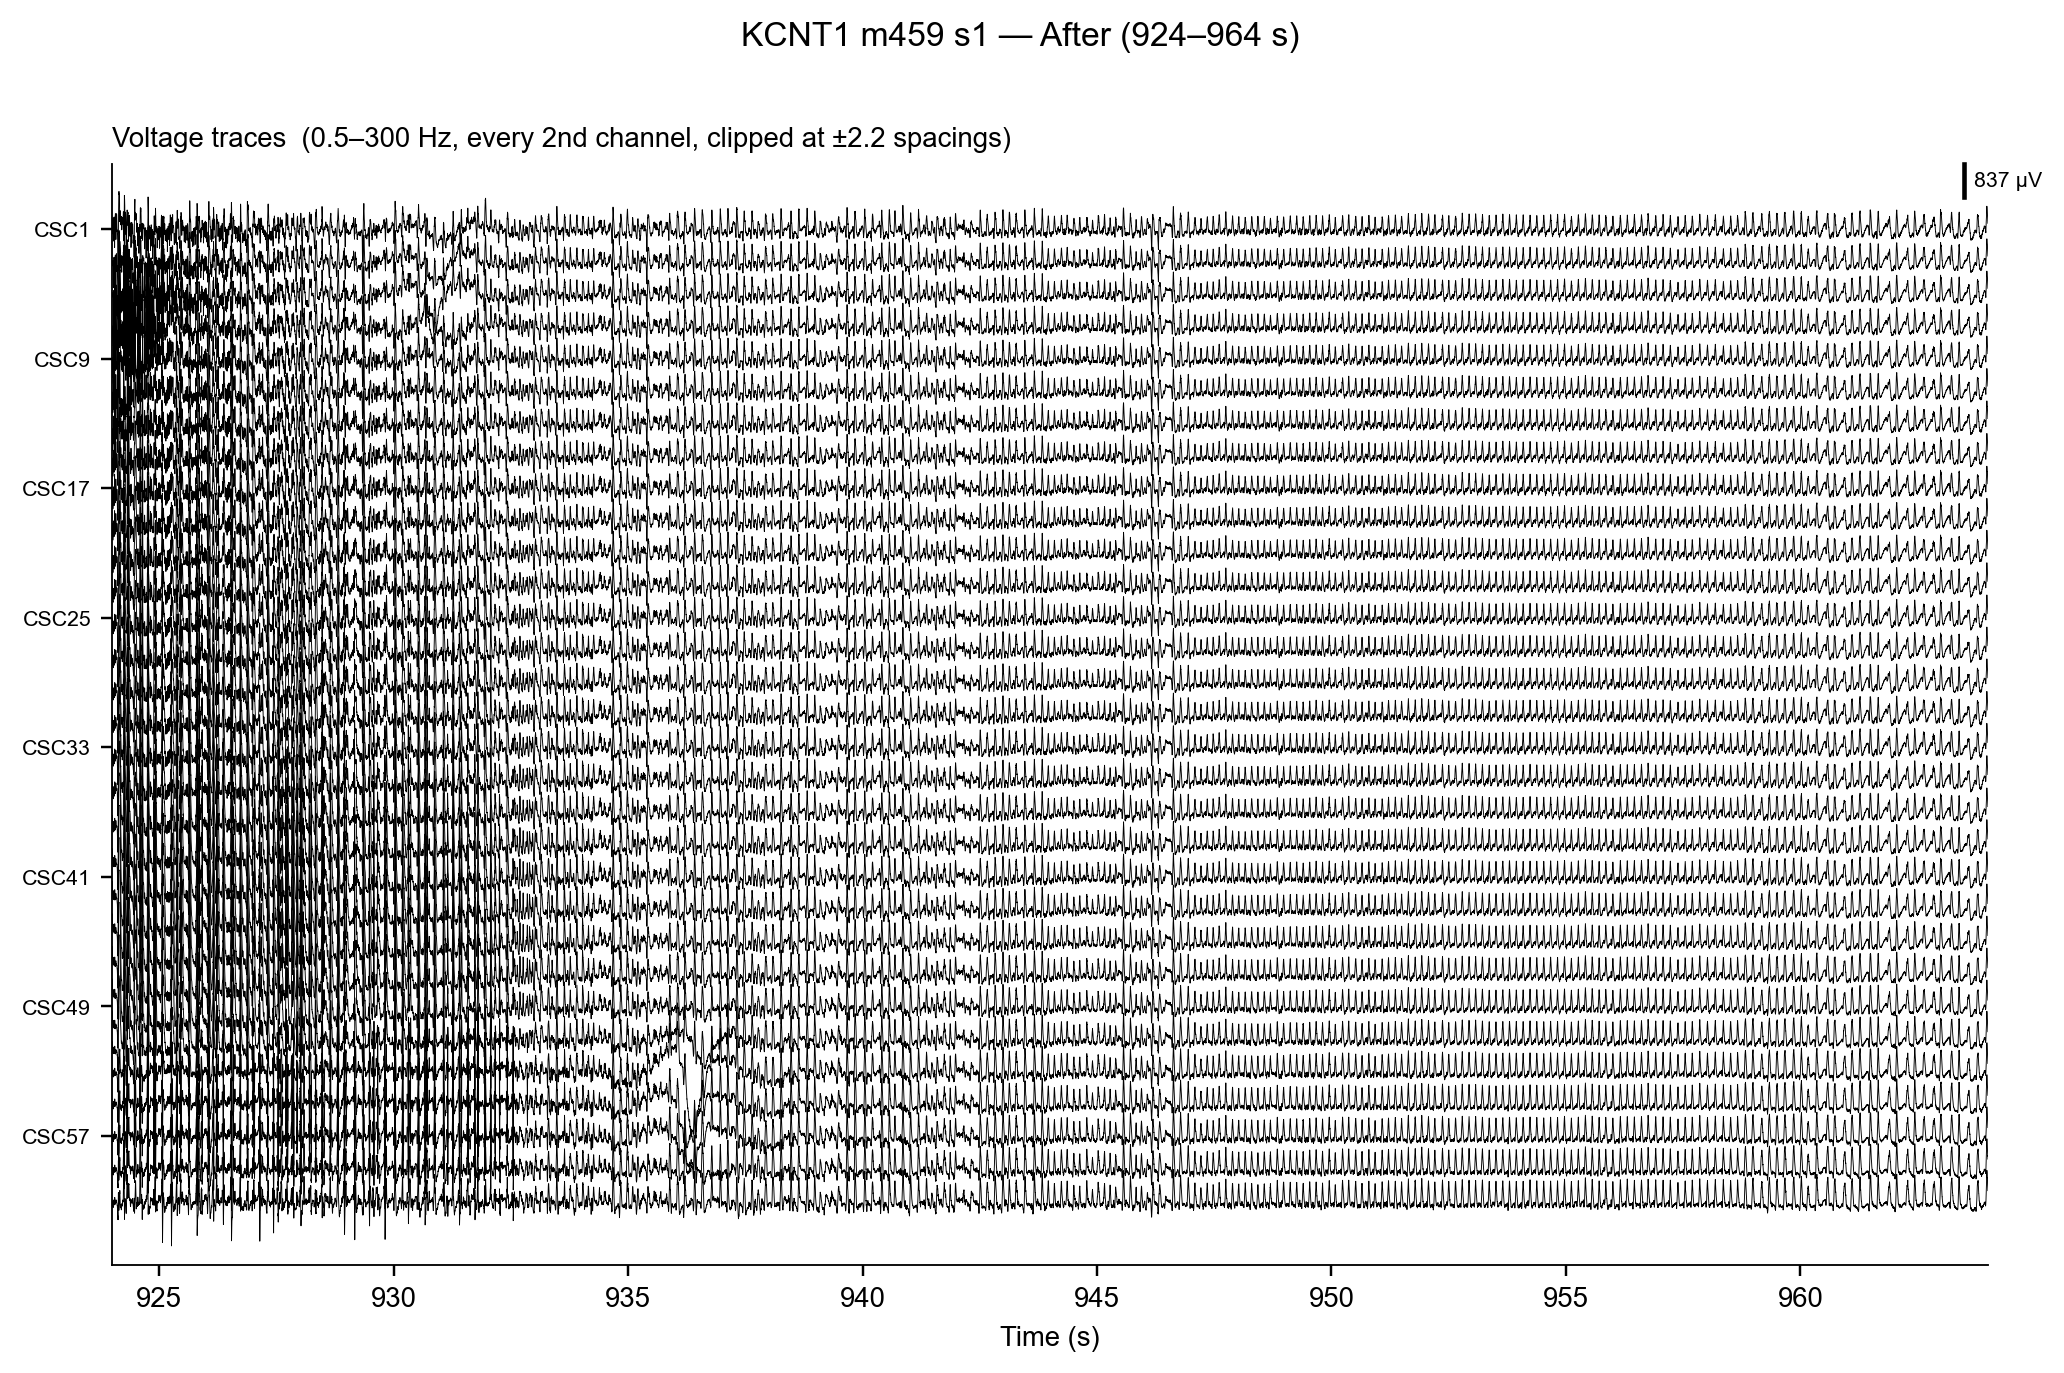 KCNT1 m459 s1 — After (924–964 s)
Voltage traces  (0.5–300 Hz, every 2nd channel, clipped at ±2.2 spacings)
837 µV
CSC1
CSC9
CSC17
CSC25
CSC33
CSC41
CSC49
CSC57
925 930 935 940 945 950 955 960
Time (s)